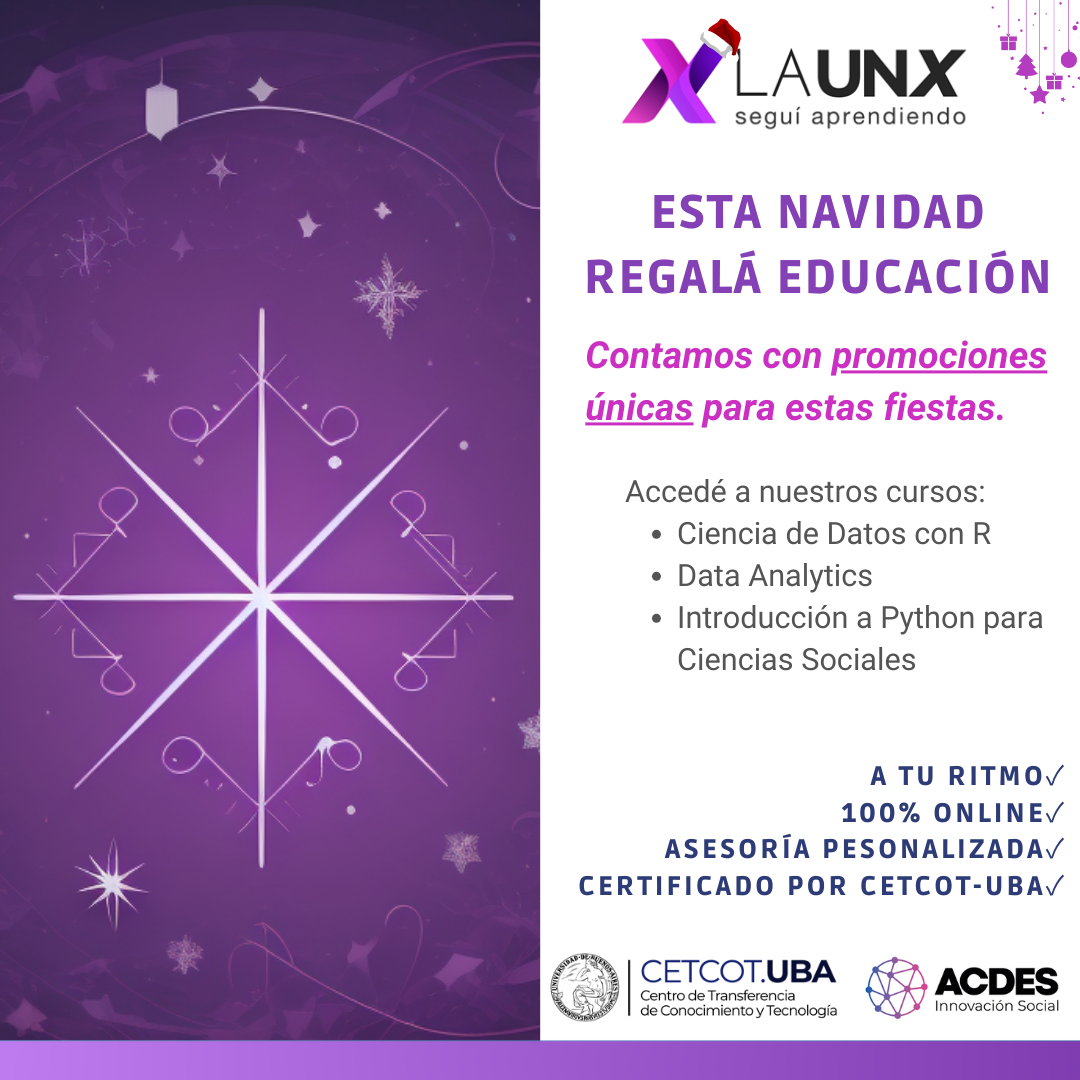 LAUNX
seguí aprendiendo
ESTA NAVIDAD
REGALÁ EDUCACIÓN
Contamos con promociones
únicas para estas fiestas.
Accedé a nuestros cursos:
• Ciencia de Datos con R
• Data Analytics
• Introducción a Python para
Ciencias Sociales
A TU RITMO✓
100% ONLINE✓
ASESORÍA PESONALIZADA✓
CERTIFICADO POR CETCOT-UBA✓
CETCOT.UBA
Centro de Transferencia
de Conocimiento y Tecnología
ACDES
Innovación Social